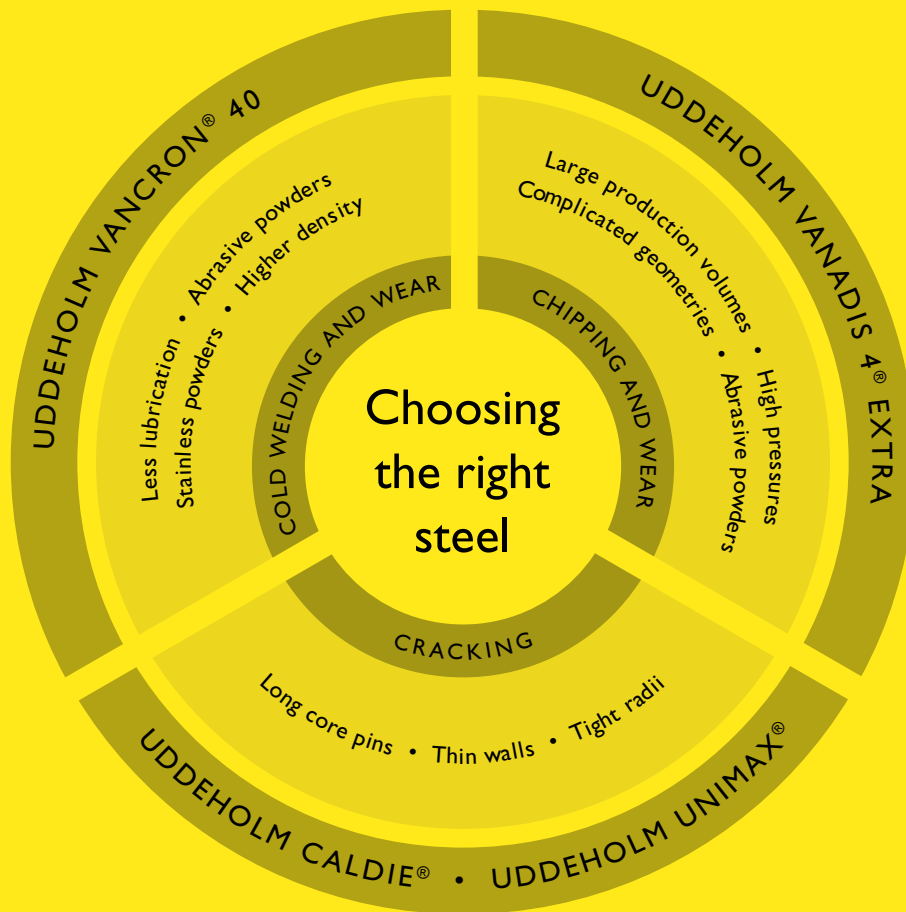 UDDEHOLM VANCRON® 40
Less lubrication • Abrasive powders
Stainless powders • Higher density
COLD WELDING AND WEAR
UDDEHOLM VANADIS 4® EXTRA
Large production volumes • High pressures
Complicated geometries • Abrasive powders
CHIPPING AND WEAR
Choosing
the right
steel
CRACKING
Long core pins • Thin walls • Tight radii
UDDEHOLM CALDIE® • UDDEHOLM UNIMAX®